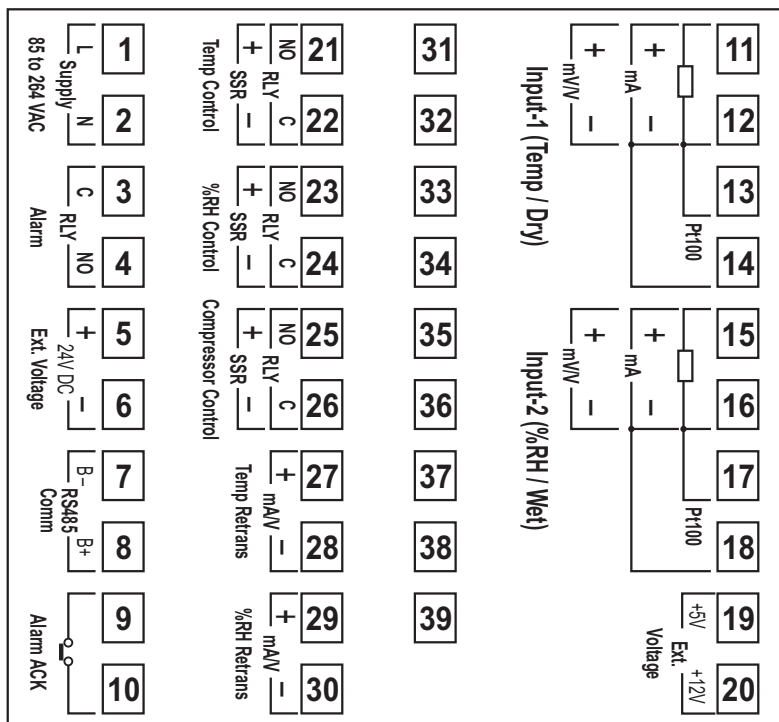 1
2
L
N
Supply
85 to 264 VAC
3
4
C
NO
RLY
Alarm
5
6
+
−
24V DC
Ext. Voltage
7
8
B−
B+
RS485
Comm
9
10
Alarm ACK
21
22
NO
C
RLY
+
−
SSR
Temp Control
23
24
NO
C
RLY
+
−
SSR
%RH Control
25
26
NO
C
RLY
+
−
SSR
Compressor Control
27
28
+
−
mA/V
Temp Retrans
29
30
+
−
mA/V
%RH Retrans
31
32
33
34
35
36
37
38
39
11
12
13
14
Pt100
+
−
mA
+
−
mV/V
Input-1 (Temp / Dry)
15
16
17
18
Pt100
+
−
mA
+
−
mV/V
Input-2 (%RH / Wet)
19
20
+5V
+12V
Ext.
Voltage